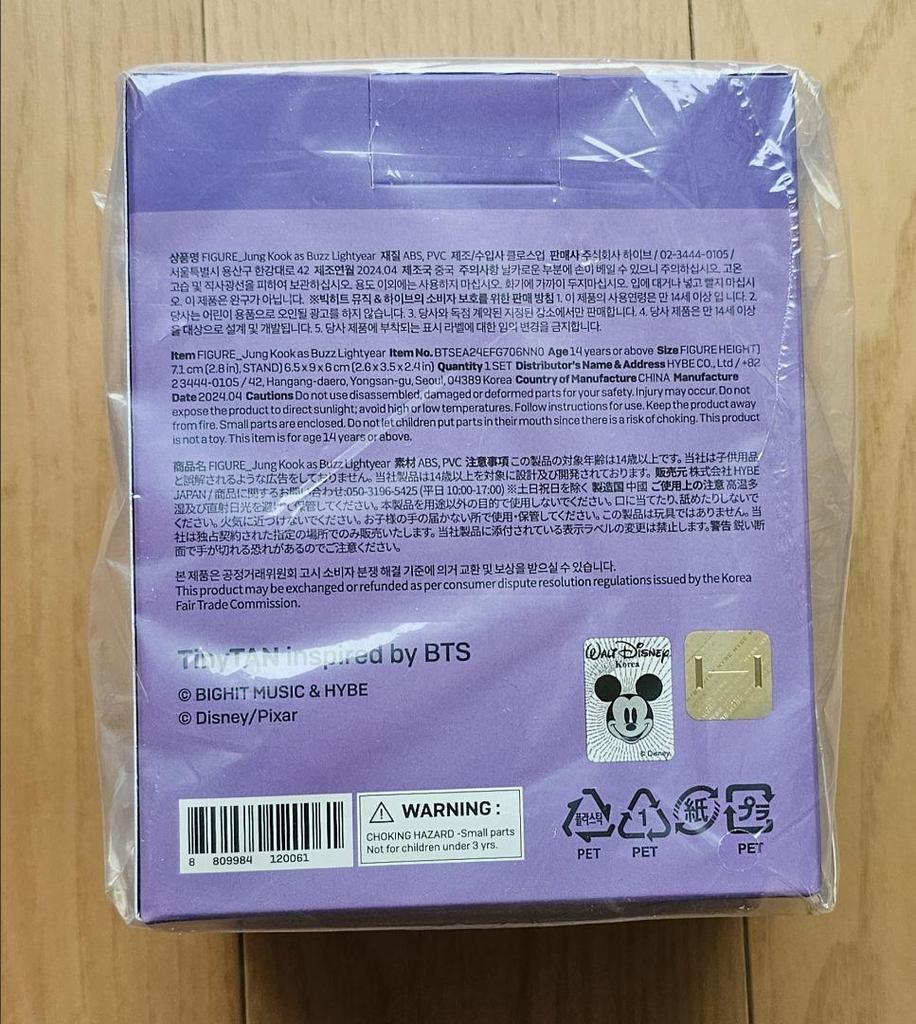 상품명 FIGURE_Jung Kook as Buzz Lightyear 재질 ABS, PVC 제조/수입사 클로스업 판매사 주식회사 하이브 / 02-3444-0105 /
서울특별시 용산구 한강대로 42 제조연월 2024.04 제조국 중국 주의사항 날카로운 부분에 손이 베일 수 있으니 주의하십시오. 고온
고습 및 직사광선을 피하여 보관하십시오. 용도 이외에는 사용하지 마십시오. 화기에 가까이 두지마십시오. 입에 대거나 넣고 빨지 마십시
오. 이 제품은 완구가 아닙니다. ※빅히트 뮤직 & 하이브의 소비자 보호를 위한 판매 방침 1. 이 제품의 사용연령은 만 14세 이상 입니다. 2.
당사는 어린이 용품으로 오인될 광고를 하지 않습니다. 3. 당사와 독점 계약된 지정된 장소에서만 판매합니다. 4. 당사 제품은 만 14세 이상
을 대상으로 설계 및 개발됩니다. 5. 당사 제품에 부착되는 표시 라벨에 대한 임의 변경을 금지합니다.
Item FIGURE_Jung Kook as Buzz Lightyear Item No. BTSEA24EFG706NN0 Age 14 years or above Size FIGURE HEIGHT)
7.1 cm (2.8 in), STAND) 6.5 x 9 x 6 cm (2.6 x 3.5 x 2.4 in) Quantity 1 SET Distributor's Name & Address HYBE CO., Ltd / +82
2 3444-0105 / 42, Hangang-daero, Yongsan-gu, Seoul, 04389 Korea Country of Manufacture CHINA Manufacture
Date 2024.04 Cautions Do not use disassembled, damaged or deformed parts for your safety. Injury may occur. Do not
expose the product to direct sunlight; avoid high or low temperatures. Follow instructions for use. Keep the product away
from fire. Small parts are enclosed. Do not let children put parts in their mouth since there is a risk of choking. This product
is not a toy. This item is for age 14 years or above.
商品名 FIGURE_Jung Kook as Buzz Lightyear 素材 ABS, PVC 注意事項 この製品の対象年齢は14歳以上です。当社は子供用品
と誤解されるような広告をしておりません。当社製品は14歳以上を対象に設計及び開発されております。販売元 株式会社 HYBE
JAPAN / 商品に関するお問い合わせ:050-3196-5425 (平日 10:00-17:00) ※土日祝日を除く 製造国 中國 ご使用上の注意 高温多
湿及び直射日光を避けて保管してください。本製品を用途以外の目的で使用しないでください。口に当てたり、舐めたりしないで
ください。火気に近づけないでください。お子様の手の届かない所で使用・保管してください。この製品は玩具ではありません。当
社は独占契約された指定の場所でのみ販売いたします。当社製品に添付されている表示ラベルの変更は禁止します。警告 鋭い断
面で手が切れる恐れがあるのでご注意ください。
본 제품은 공정거래위원회 고시 소비자 분쟁 해결 기준에 의거 교환 및 보상을 받으실 수 있습니다.
This product may be exchanged or refunded as per consumer dispute resolution regulations issued by the Korea
Fair Trade Commission.
TinyTAN inspired by BTS
© BIGHIT MUSIC & HYBE
© Disney/Pixar
WALT DISNEY
Korea
© Disney
8 809984 120061
WARNING :
CHOKING HAZARD -Small parts
Not for children under 3 yrs.
플라스틱 1 紙 プラ
PET PET PET